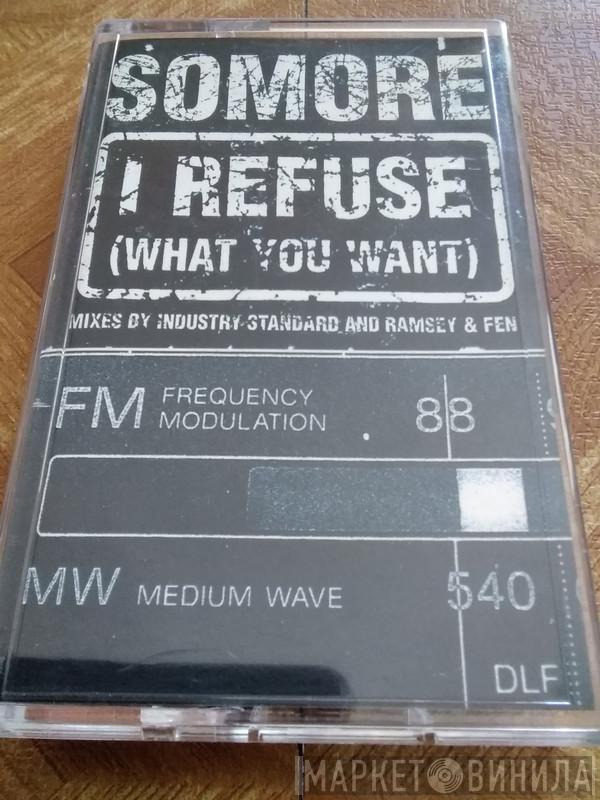 SOMORE
I REFUSE
(WHAT YOU WANT)
MIXES BY INDUSTRY STANDARD AND RAMSEY & FEN
FM FREQUENCY MODULATION 88
MW MEDIUM WAVE 540
DLF
МАРКЕТ ВИНИЛА